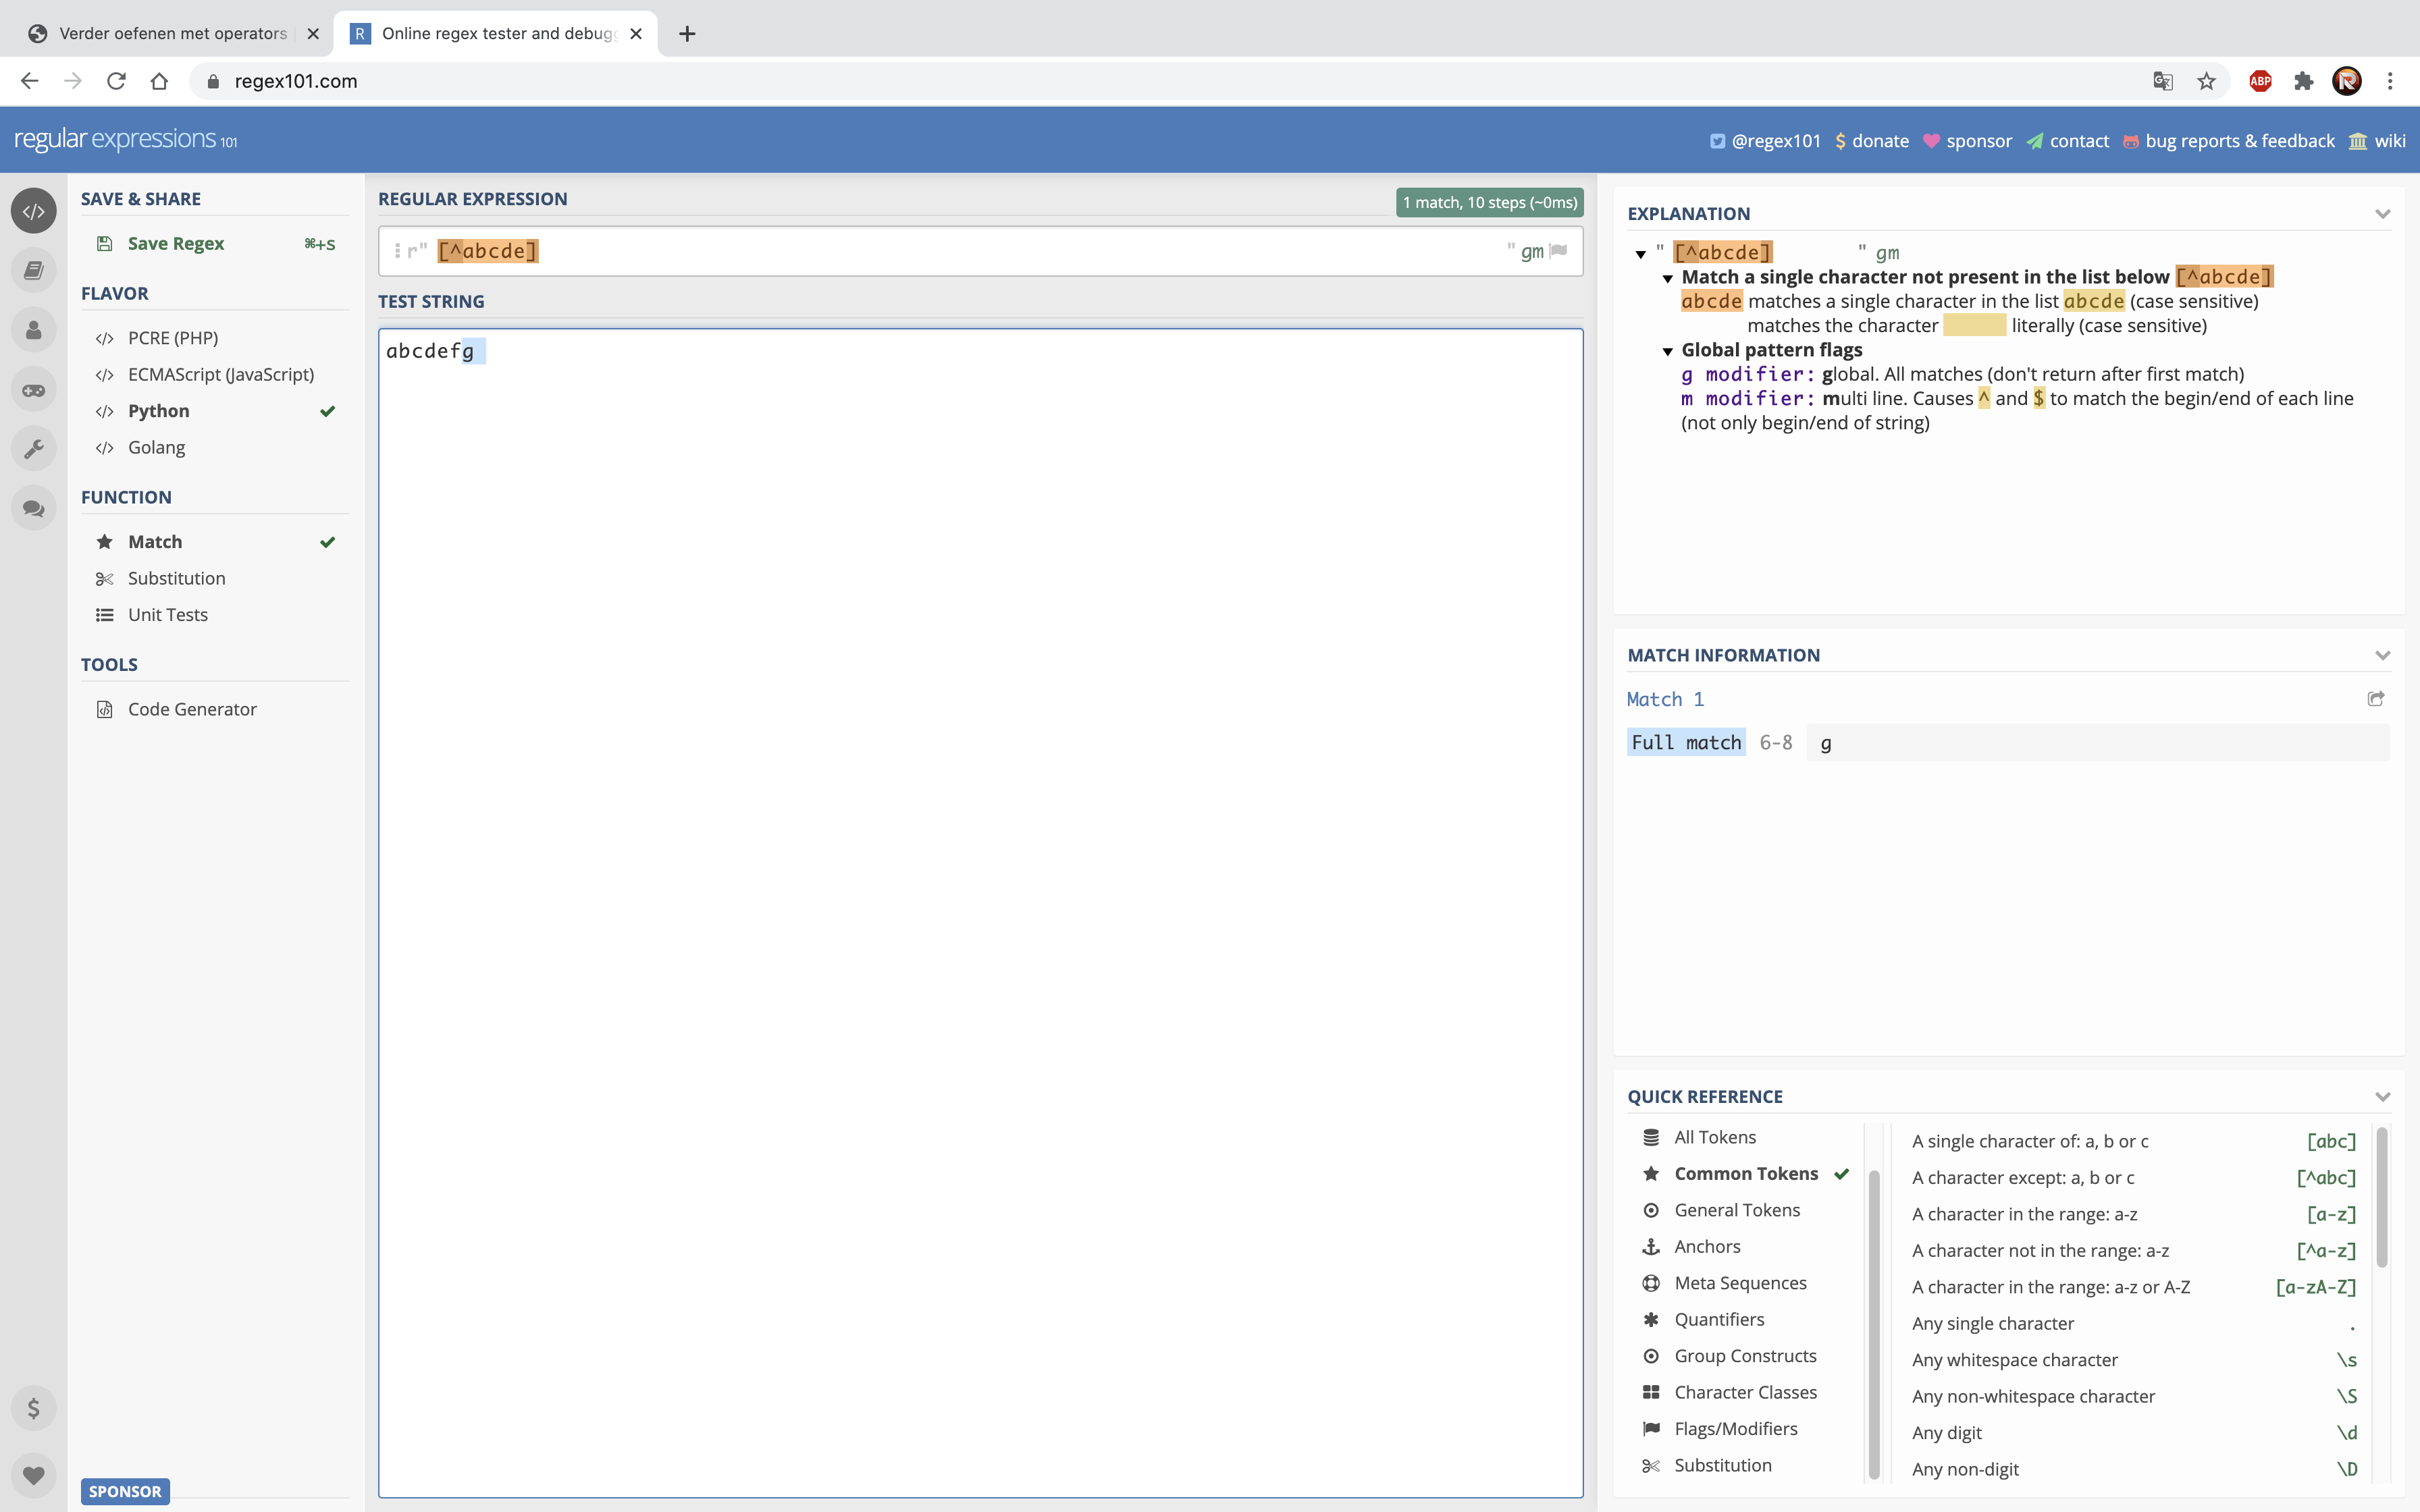 Verder oefenen met operators
Online regex tester and debugg
regex101.com
ABP
regular expressions 101
@regex101 $ donate sponsor contact bug reports & feedback wiki
SAVE & SHARE
Save Regex ⌘+S
FLAVOR
</> PCRE (PHP)
</> ECMAScript (JavaScript)
</> Python
</> Golang
FUNCTION
Match
Substitution
Unit Tests
TOOLS
Code Generator
SPONSOR
REGULAR EXPRESSION
1 match, 10 steps (~0ms)
r" [^abcde] " gm
TEST STRING
abcdefg
EXPLANATION
" [^abcde] " gm
Match a single character not present in the list below [^abcde]
abcde matches a single character in the list abcde (case sensitive)
matches the character literally (case sensitive)
Global pattern flags
g modifier: global. All matches (don't return after first match)
m modifier: multi line. Causes ^ and $ to match the begin/end of each line
(not only begin/end of string)
MATCH INFORMATION
Match 1
Full match 6-8 g
QUICK REFERENCE
All Tokens
Common Tokens
General Tokens
Anchors
Meta Sequences
Quantifiers
Group Constructs
Character Classes
Flags/Modifiers
Substitution
A single character of: a, b or c [abc]
A character except: a, b or c [^abc]
A character in the range: a-z [a-z]
A character not in the range: a-z [^a-z]
A character in the range: a-z or A-Z [a-zA-Z]
Any single character .
Any whitespace character \s
Any non-whitespace character \S
Any digit \d
Any non-digit \D